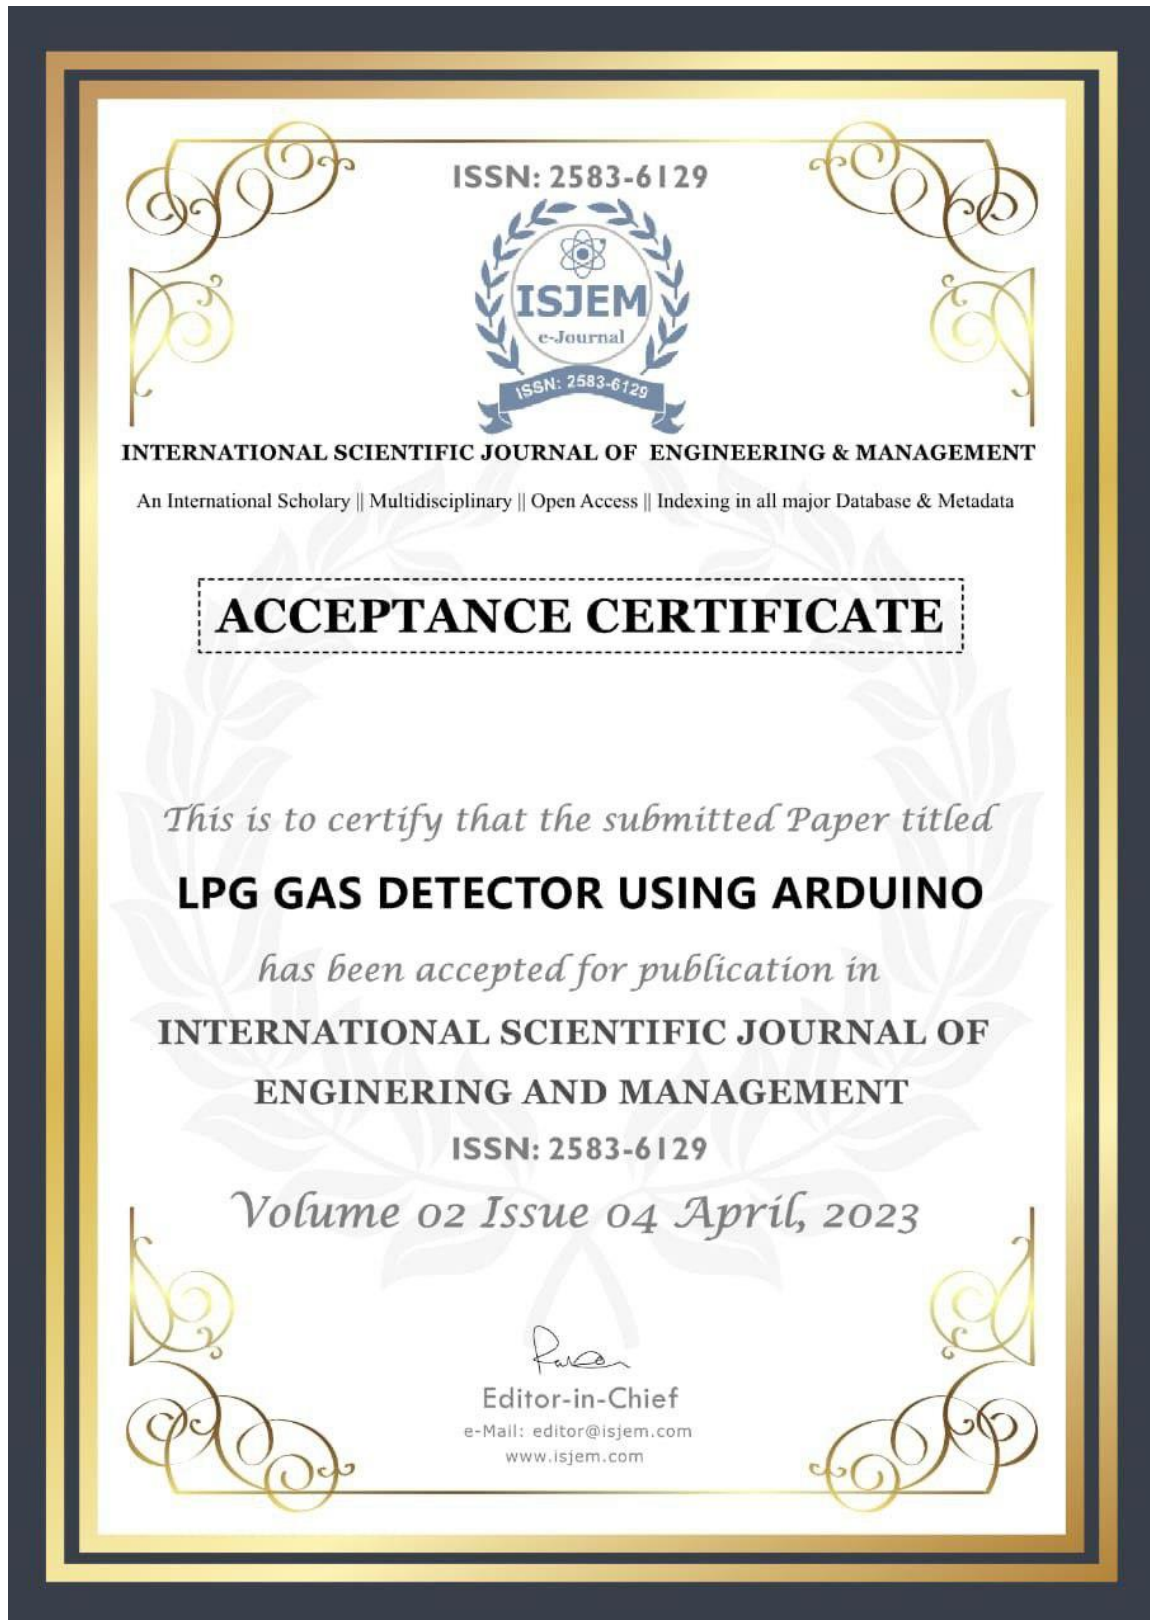 ISSN: 2583-6129
ISJEM
e-Journal
ISSN: 2583-6129
INTERNATIONAL SCIENTIFIC JOURNAL OF ENGINEERING & MANAGEMENT
An International Scholary || Multidisciplinary || Open Access || Indexing in all major Database & Metadata
ACCEPTANCE CERTIFICATE
This is to certify that the submitted Paper titled
LPG GAS DETECTOR USING ARDUINO
has been accepted for publication in
INTERNATIONAL SCIENTIFIC JOURNAL OF
ENGINERING AND MANAGEMENT
ISSN: 2583-6129
Volume 02 Issue 04 April, 2023
Editor-in-Chief
e-Mail: editor@isjem.com
www.isjem.com